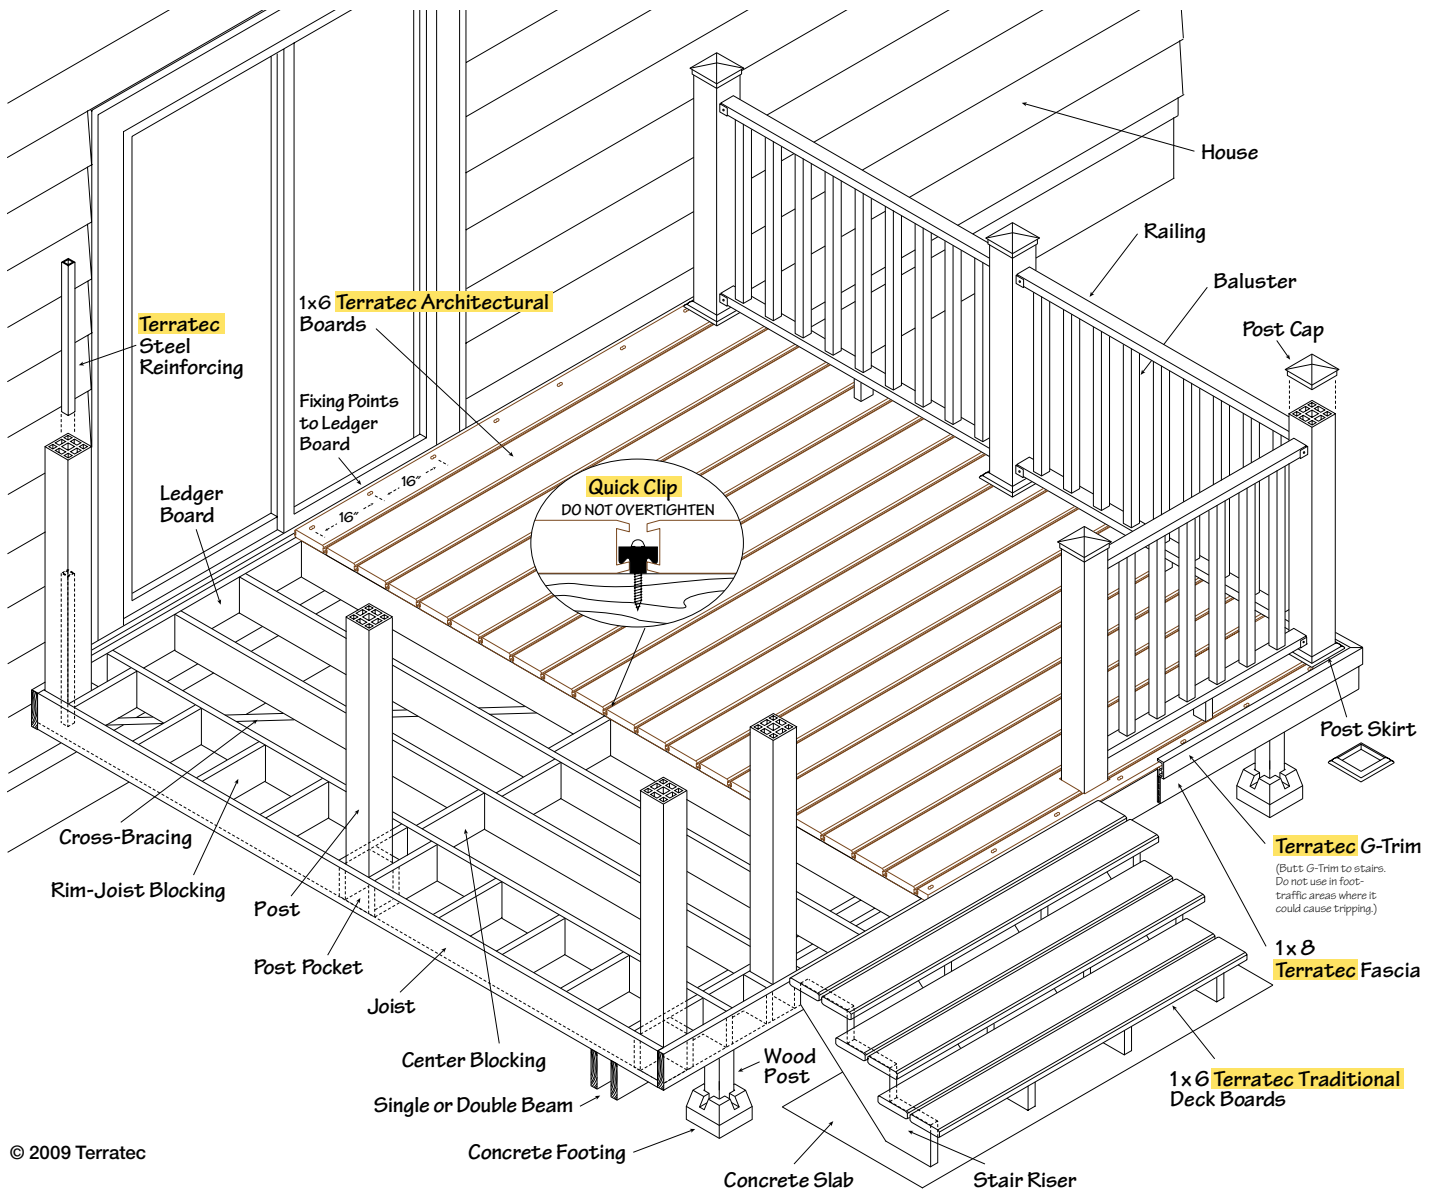 House
Railing
Baluster
Post Cap
1x6 Terratec Architectural
Boards
Terratec
Steel
Reinforcing
Fixing Points
to Ledger
Board
16"
16"
Quick Clip
DO NOT OVERTIGHTEN
Ledger
Board
Post Skirt
Cross-Bracing
Rim-Joist Blocking
Post
Post Pocket
Joist
Center Blocking
Single or Double Beam
Concrete Footing
Wood
Post
Terratec G-Trim
(Butt G-Trim to stairs.
Do not use in foot-
traffic areas where it
could cause tripping.)
1x8
Terratec Fascia
1x6 Terratec Traditional
Deck Boards
Concrete Slab
Stair Riser
© 2009 Terratec